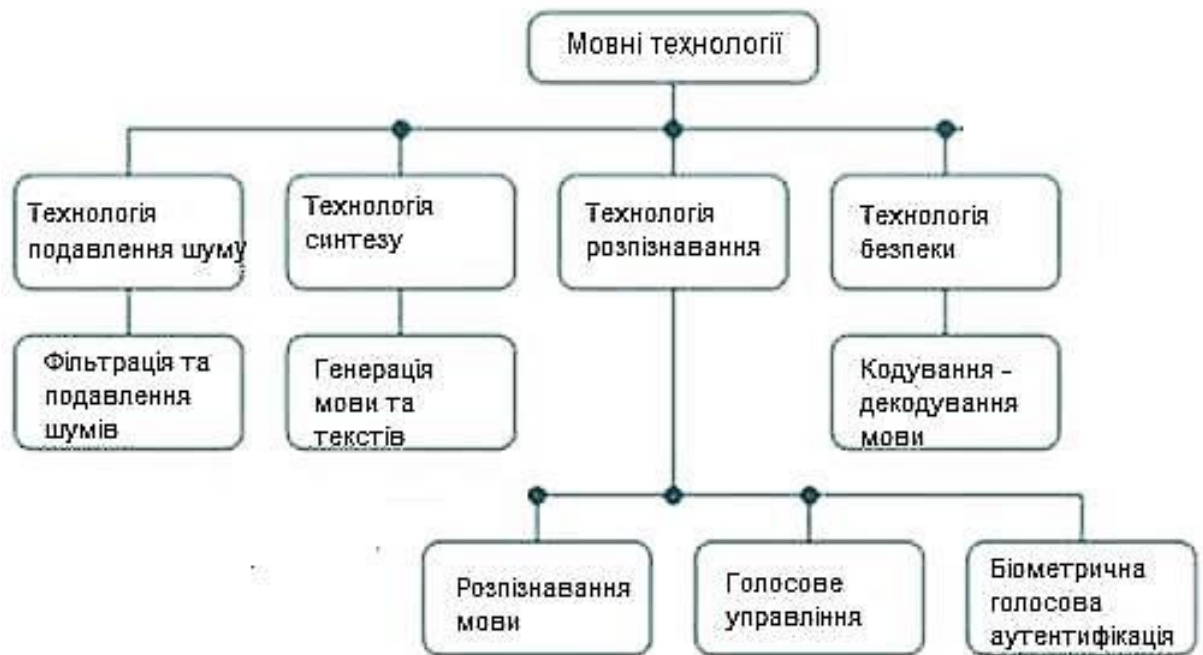 Мовні технології
Технологія
подавлення шуму
Технологія
синтезу
Технологія
розпізнавання
Технологія
безпеки
Фільтрація та
подавлення
шумів
Генерація
мови та
текстів
Кодування -
декодування
мови
Розпізнавання
мови
Голосове
управління
Біометрична
голосова
аутентифікація